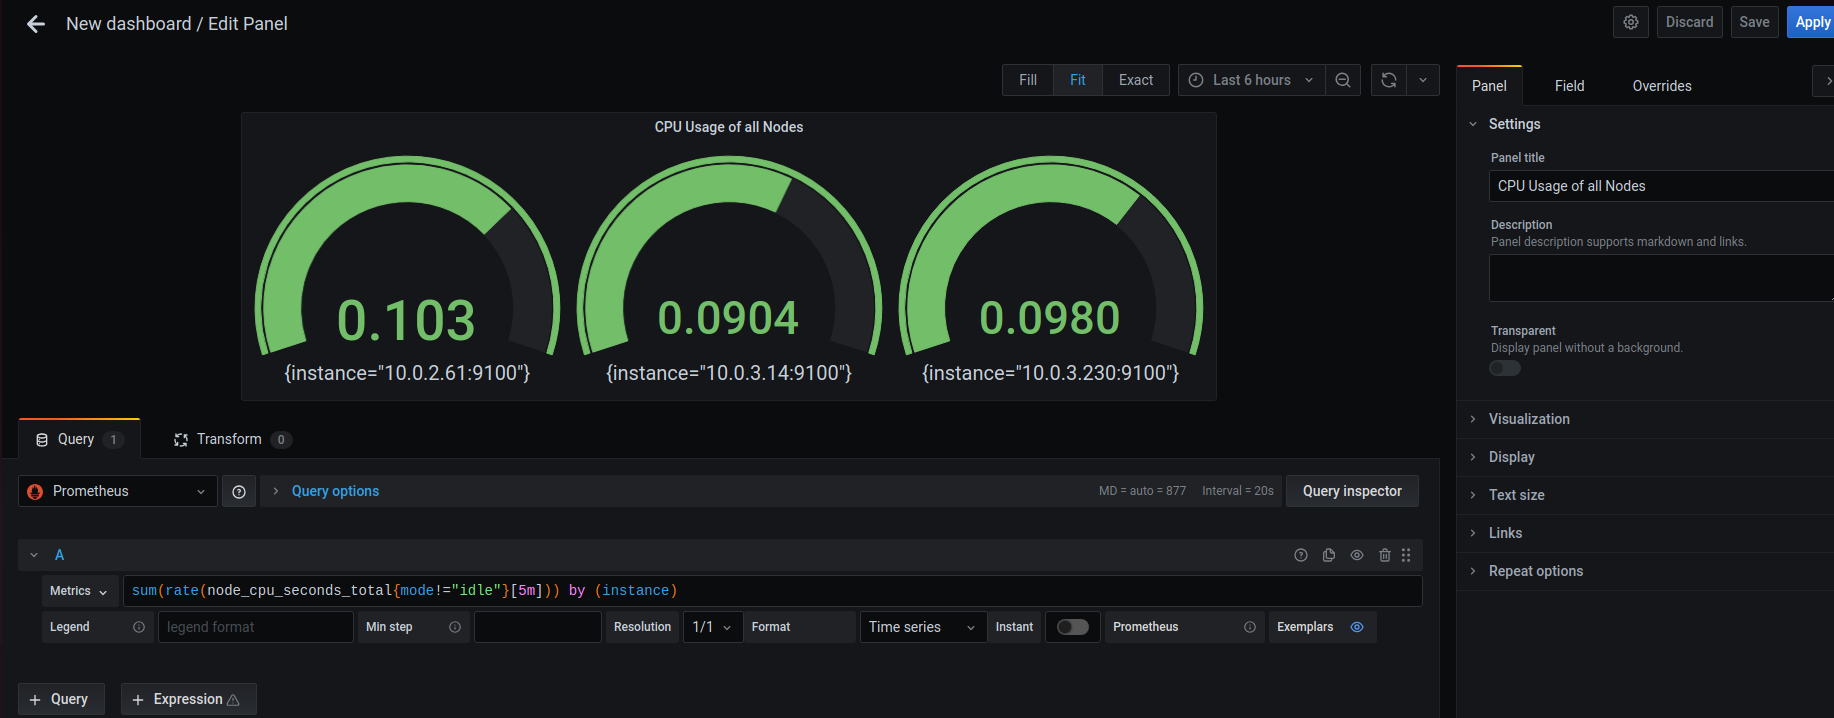 New dashboard / Edit Panel
Discard
Save
Apply
Fill
Fit
Exact
Last 6 hours
CPU Usage of all Nodes
0.103
0.0904
0.0980
{instance="10.0.2.61:9100"}
{instance="10.0.3.14:9100"}
{instance="10.0.3.230:9100"}
Query 1
Transform 0
Prometheus
Query options
MD = auto = 877
Interval = 20s
Query inspector
A
Metrics
sum(rate(node_cpu_seconds_total{mode!="idle"}[5m])) by (instance)
Legend
legend format
Min step
Resolution
1/1
Format
Time series
Instant
Prometheus
Exemplars
+ Query
+ Expression
Panel
Field
Overrides
Settings
Panel title
CPU Usage of all Nodes
Description
Panel description supports markdown and links.
Transparent
Display panel without a background.
Visualization
Display
Text size
Links
Repeat options